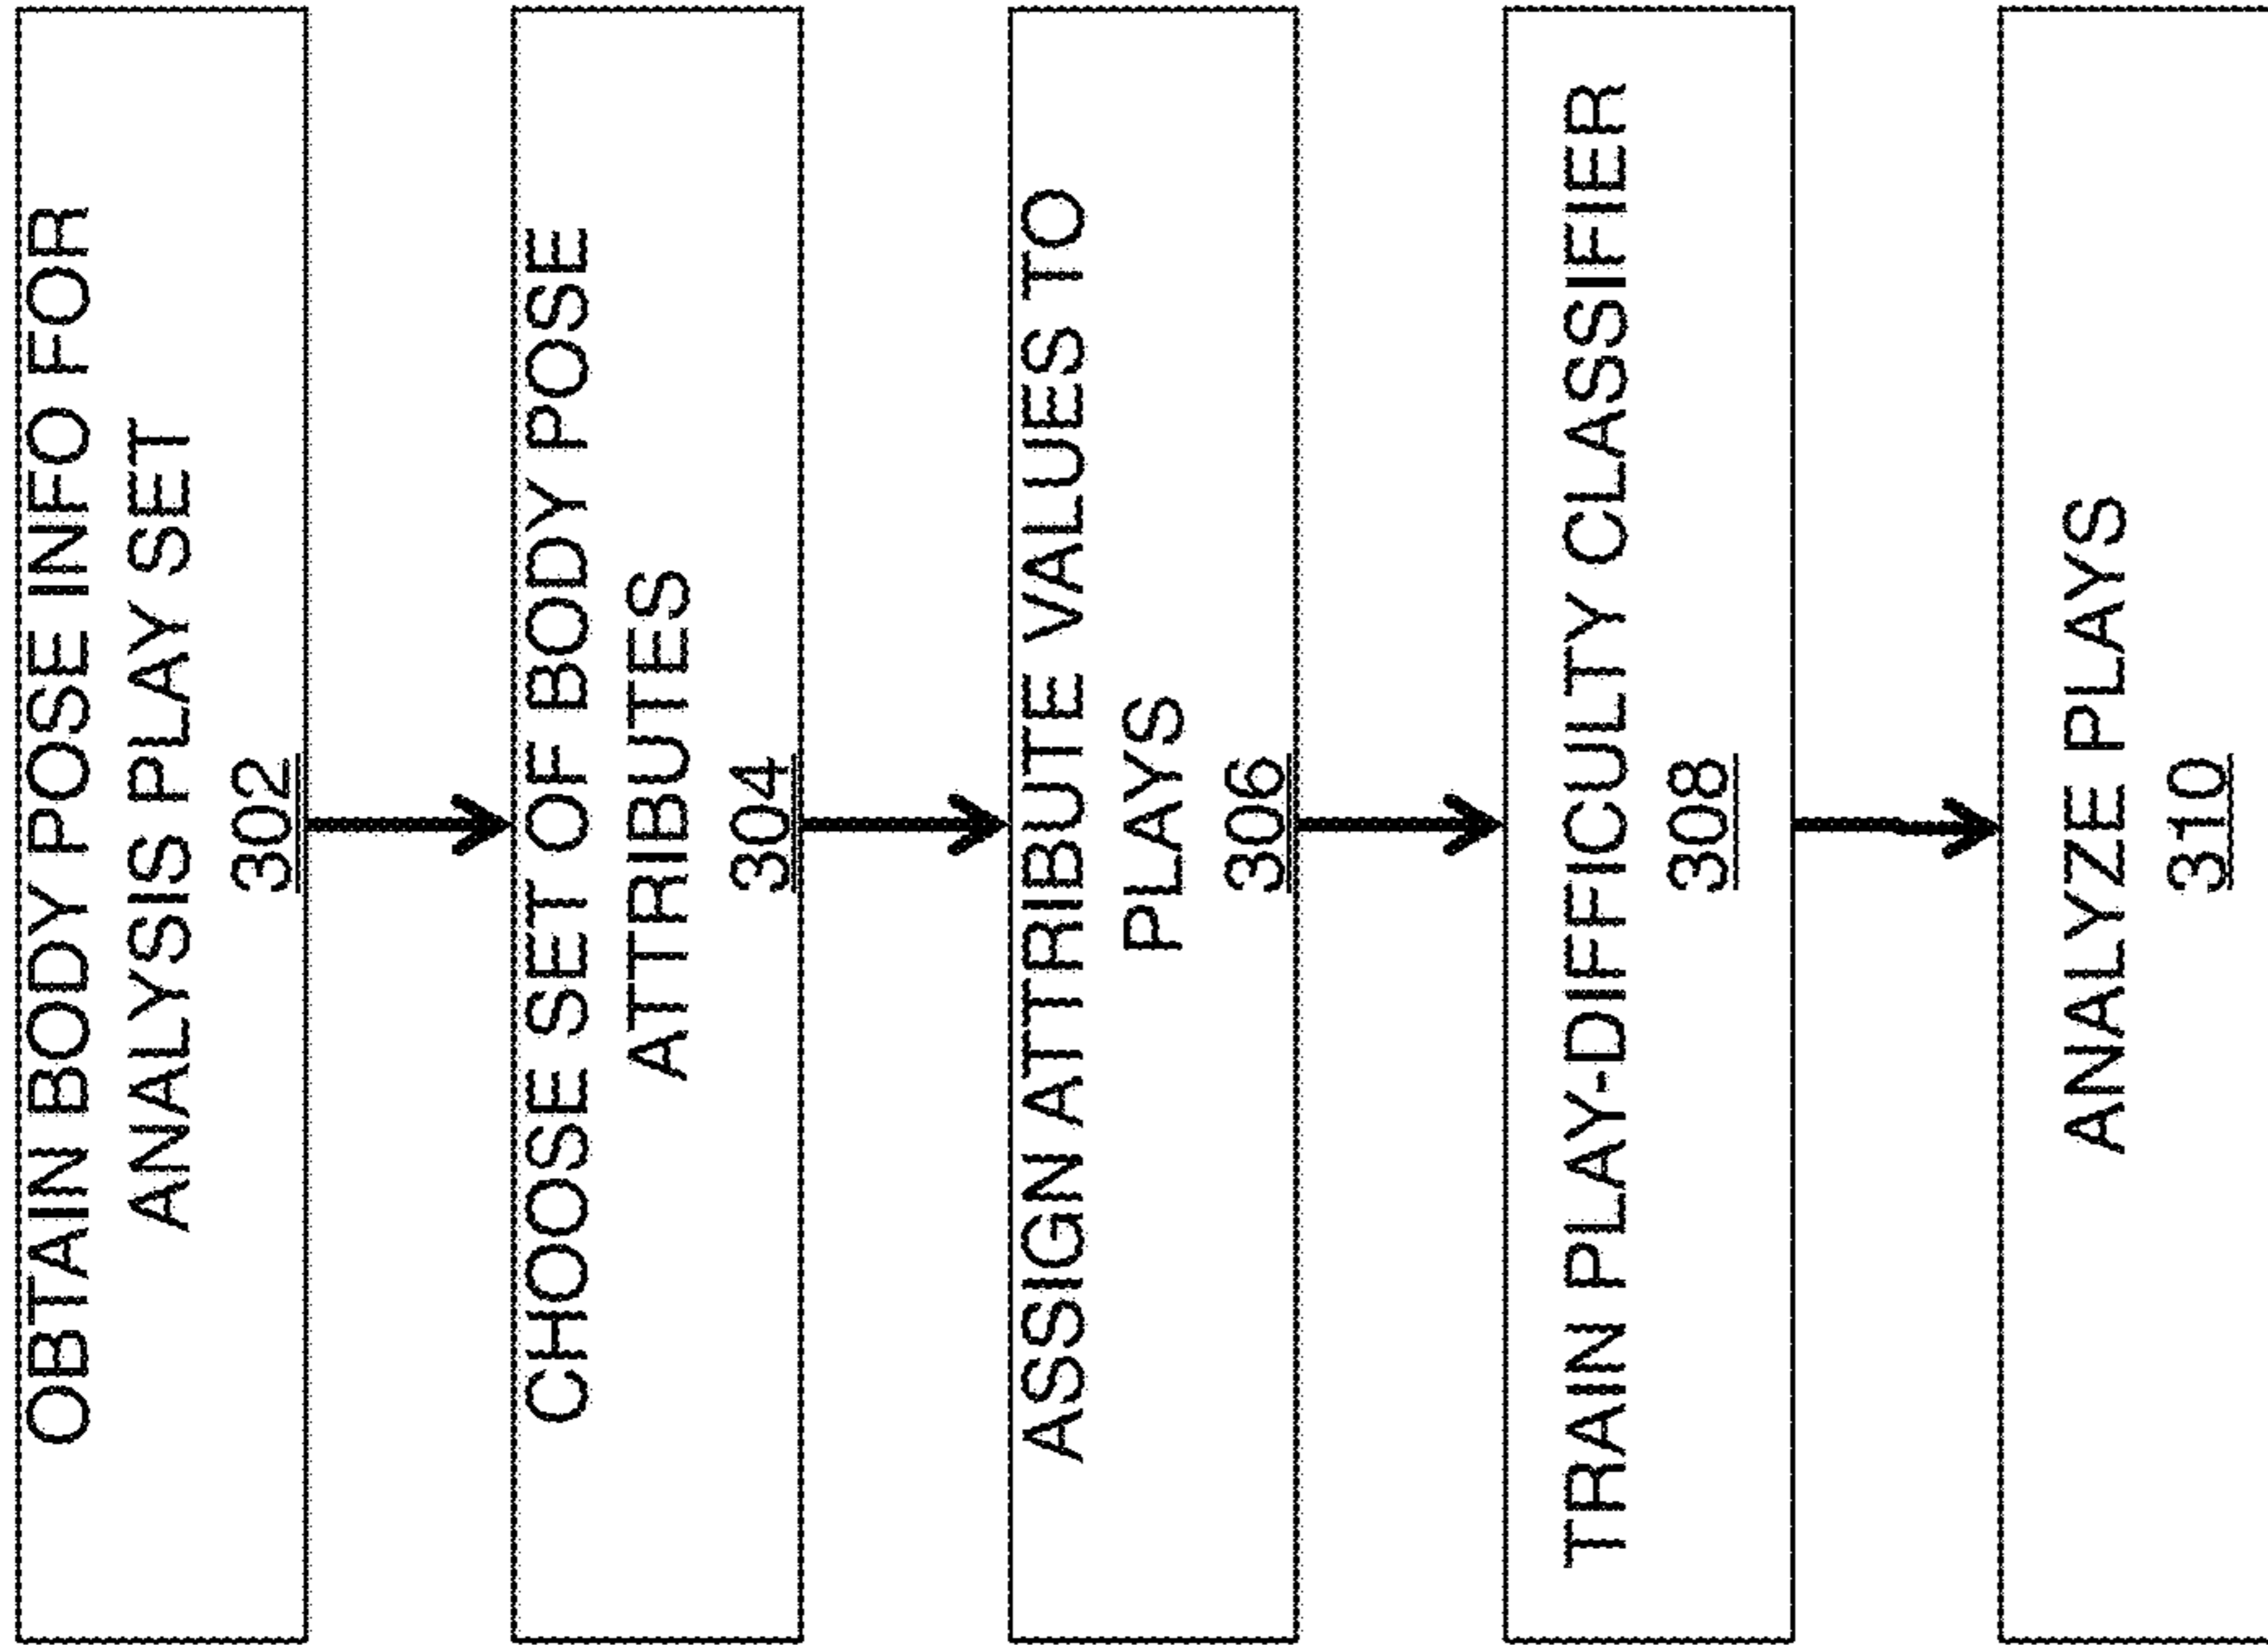 OBTAIN BODY POSE INFO FOR
ANALYSIS PLAY SET
302
CHOOSE SET OF BODY POSE
ATTRIBUTES
304
ASSIGN ATTRIBUTE VALUES TO
PLAYS
306
TRAIN PLAY-DIFFICULTY CLASSIFIER
308
ANALYZE PLAYS
310